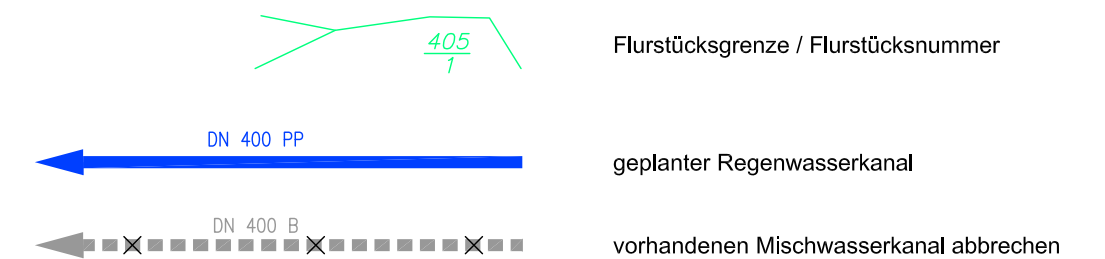 405
1
Flurstücksgrenze / Flurstücksnummer
DN 400 PP
geplanter Regenwasserkanal
DN 400 B
vorhandenen Mischwasserkanal abbrechen